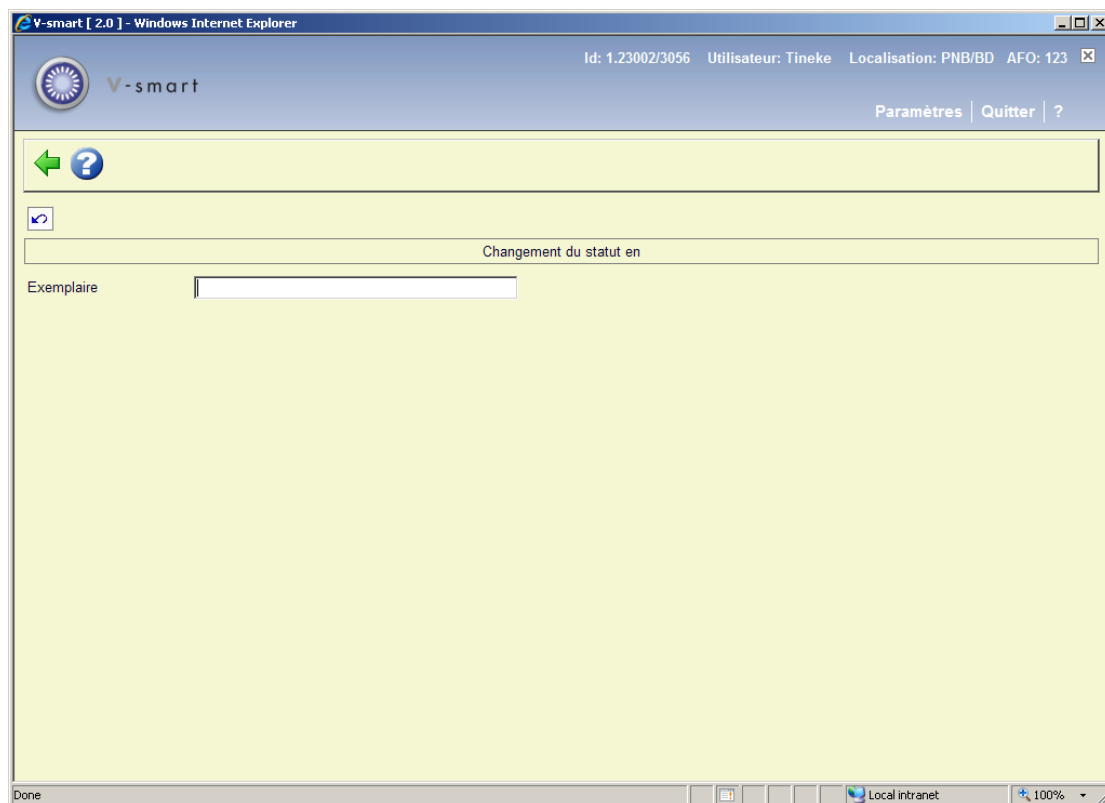 V-smart [ 2.0 ] - Windows Internet Explorer
Id: 1.23002/3056 Utilisateur: Tineke Localisation: PNB/BD AFO: 123
V-smart
Paramètres | Quitter | ?
Changement du statut en
Exemplaire
Done Local intranet 100%